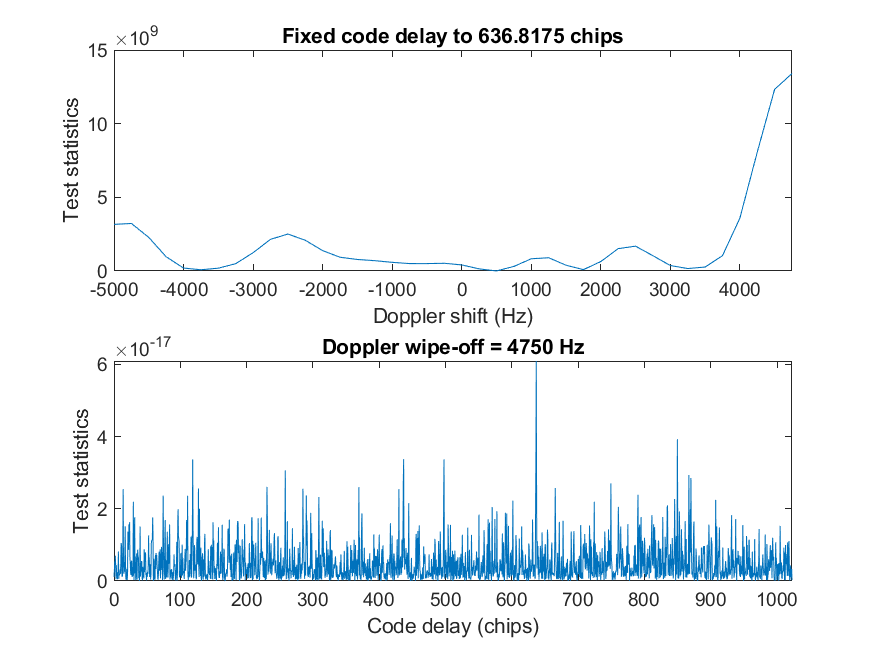 Fixed code delay to 636.8175 chips
×10^9
15
10
5
0
Test statistics
-5000 -4000 -3000 -2000 -1000 0 1000 2000 3000 4000
Doppler shift (Hz)
Doppler wipe-off = 4750 Hz
×10^-17
6
4
2
0
Test statistics
0 100 200 300 400 500 600 700 800 900 1000
Code delay (chips)